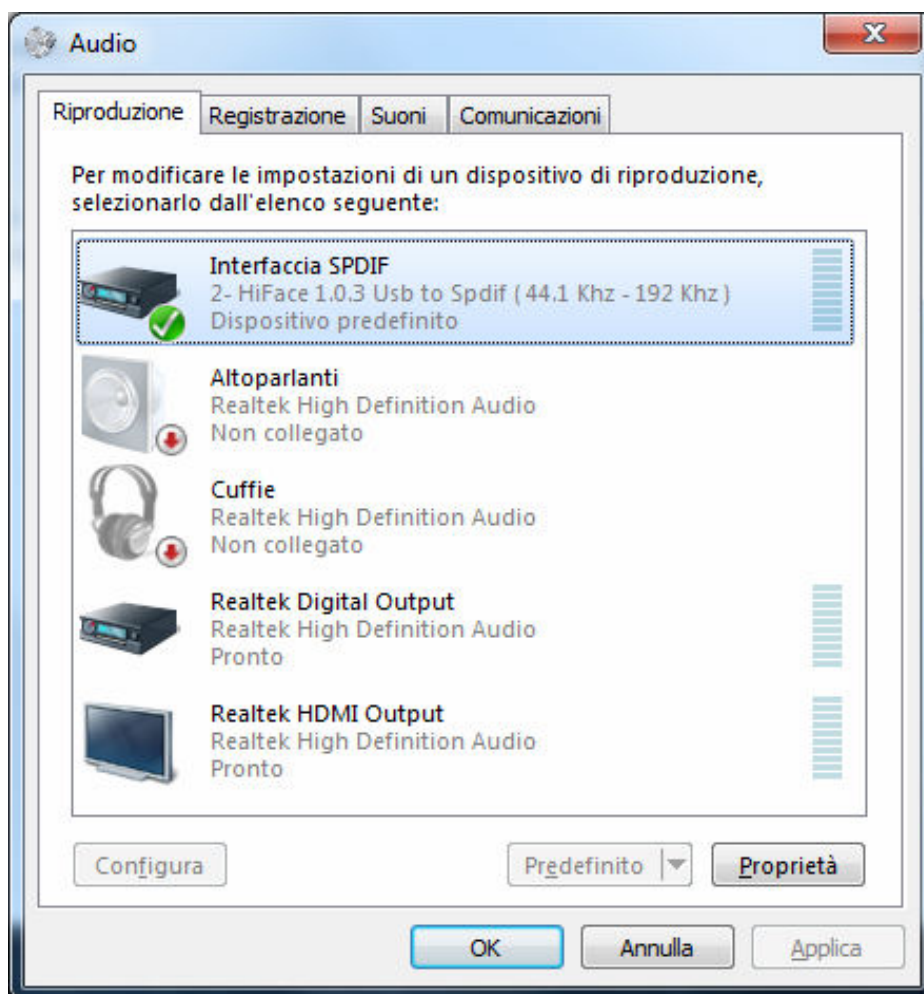 Audio
Riproduzione Registrazione Suoni Comunicazioni
Per modificare le impostazioni di un dispositivo di riproduzione,
selezionarlo dall'elenco seguente:
Interfaccia SPDIF
2- HiFace 1.0.3 Usb to Spdif ( 44.1 Khz - 192 Khz )
Dispositivo predefinito
Altoparlanti
Realtek High Definition Audio
Non collegato
Cuffie
Realtek High Definition Audio
Non collegato
Realtek Digital Output
Realtek High Definition Audio
Pronto
Realtek HDMI Output
Realtek High Definition Audio
Pronto
Configura Predefinito Proprietà
OK Annulla Applica